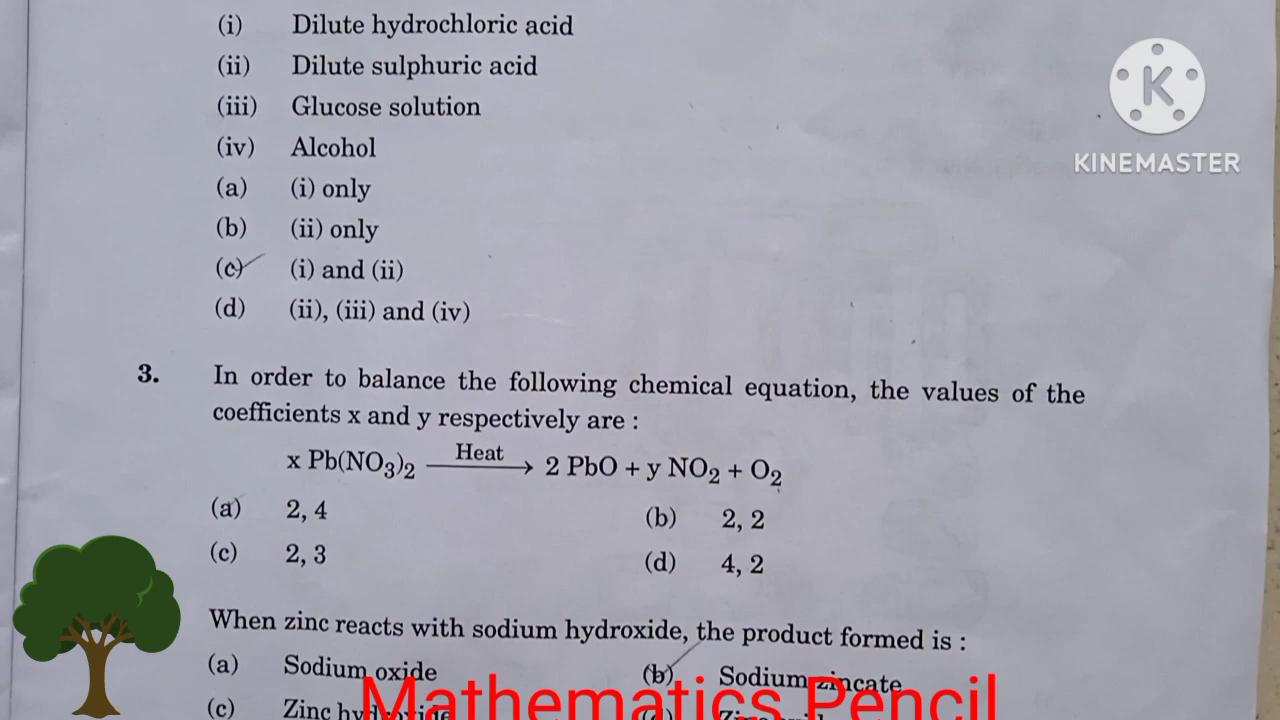 (i) Dilute hydrochloric acid
(ii) Dilute sulphuric acid
(iii) Glucose solution
(iv) Alcohol
(a) (i) only
(b) (ii) only
(c) (i) and (ii)
(d) (ii), (iii) and (iv)
KINEMASTER
3. In order to balance the following chemical equation, the values of the
coefficients x and y respectively are :
x Pb(NO3)2 Heat → 2 PbO + y NO2 + O2
(a) 2, 4 (b) 2, 2
(c) 2, 3 (d) 4, 2
When zinc reacts with sodium hydroxide, the product formed is :
(a) Sodium oxide (b) Sodium zincate
(c) Zinc hydroxide (d)
Mathematics Pencil